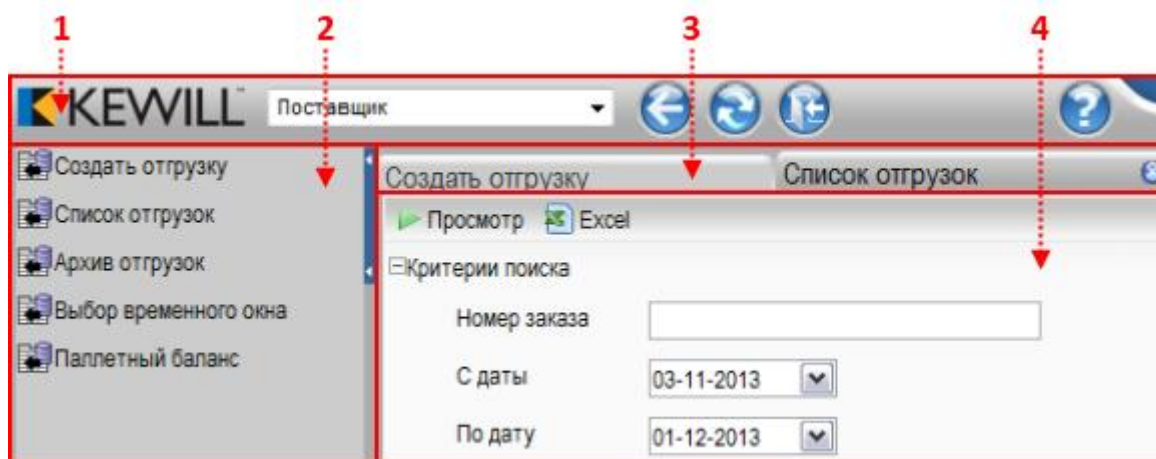 1 2 3 4
KEWILL™ Поставщик
Создать отгрузку
Список отгрузок
Архив отгрузок
Выбор временного окна
Паллетный баланс
Создать отгрузку Список отгрузок
Просмотр Excel
Критерии поиска
Номер заказа
С даты 03-11-2013
По дату 01-12-2013